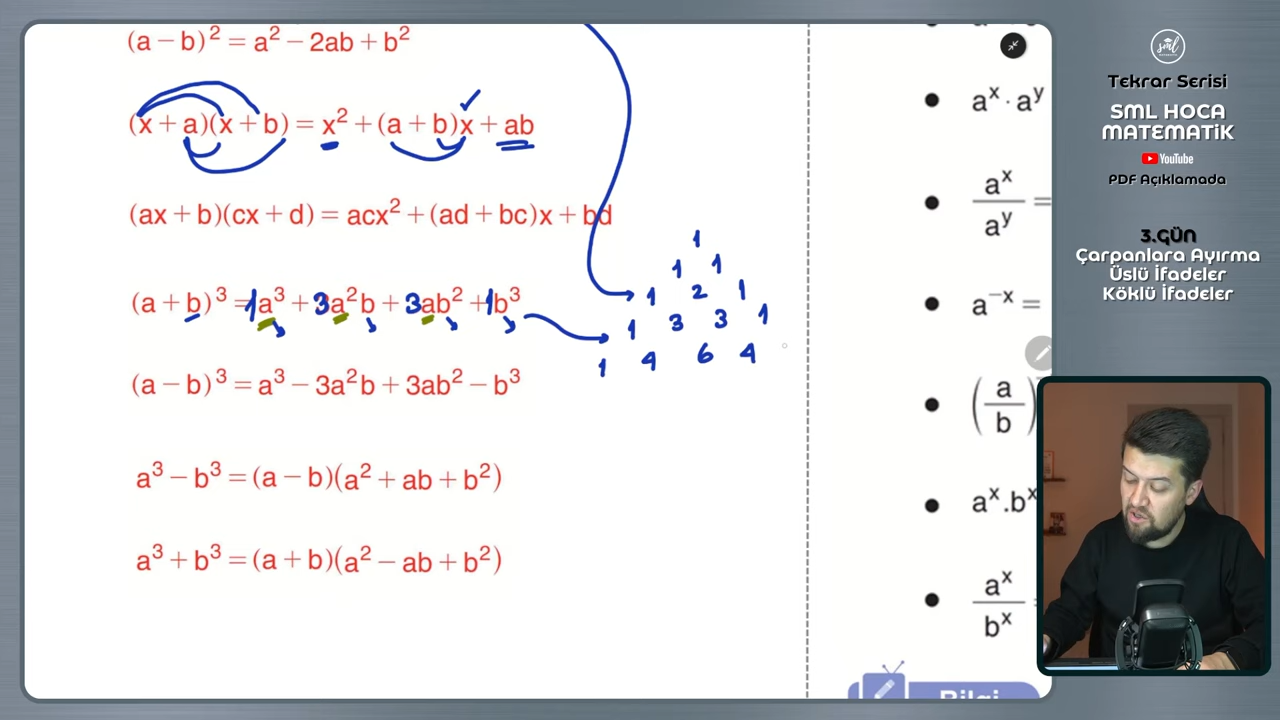 (a − b)² = a² − 2ab + b²
(x + a)(x + b) = x² + (a + b)x + ab
(ax + b)(cx + d) = acx² + (ad + bc)x + bd
(a + b)³ = 1a³ + 3a²b + 3ab² + 1b³
(a − b)³ = a³ − 3a²b + 3ab² − b³
a³ − b³ = (a − b)(a² + ab + b²)
a³ + b³ = (a + b)(a² − ab + b²)
1
1 1
1 2 1
1 3 3 1
1 4 6 4
• aˣ · aʸ
• aˣ/aʸ =
• a⁻ˣ =
• (a/b)
• aˣ.bˣ
• aˣ/bˣ
Bilgi
sml
Tekrar Serisi
SML HOCA
MATEMATİK
YouTube
PDF Açıklamada
3.GÜN
Çarpanlara Ayırma
Üslü İfadeler
Köklü İfadeler